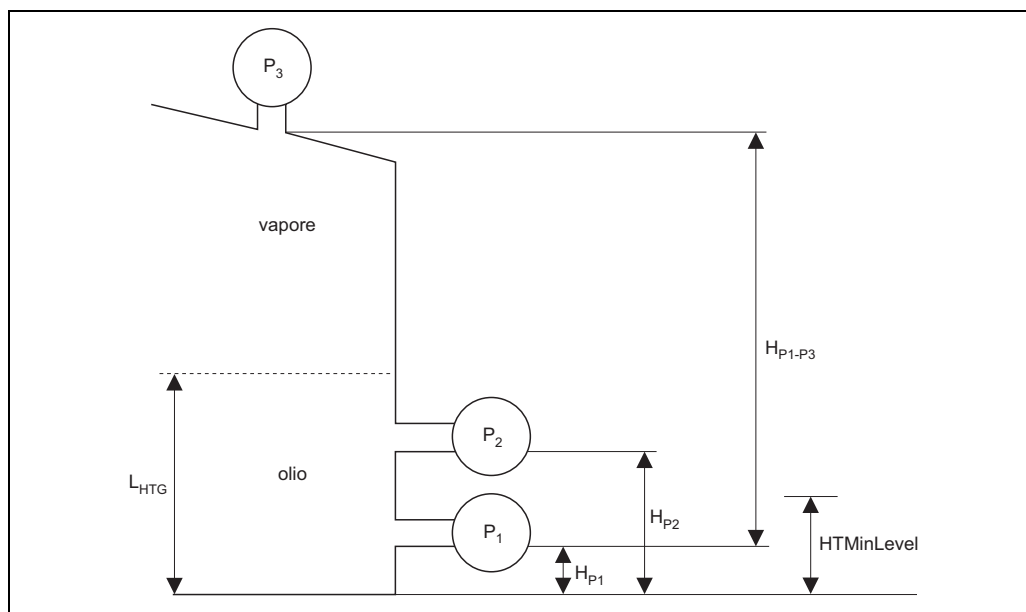 P3
vapore
HP1-P3
P2
olio
LHTG
HP2
P1
HTMinLevel
HP1